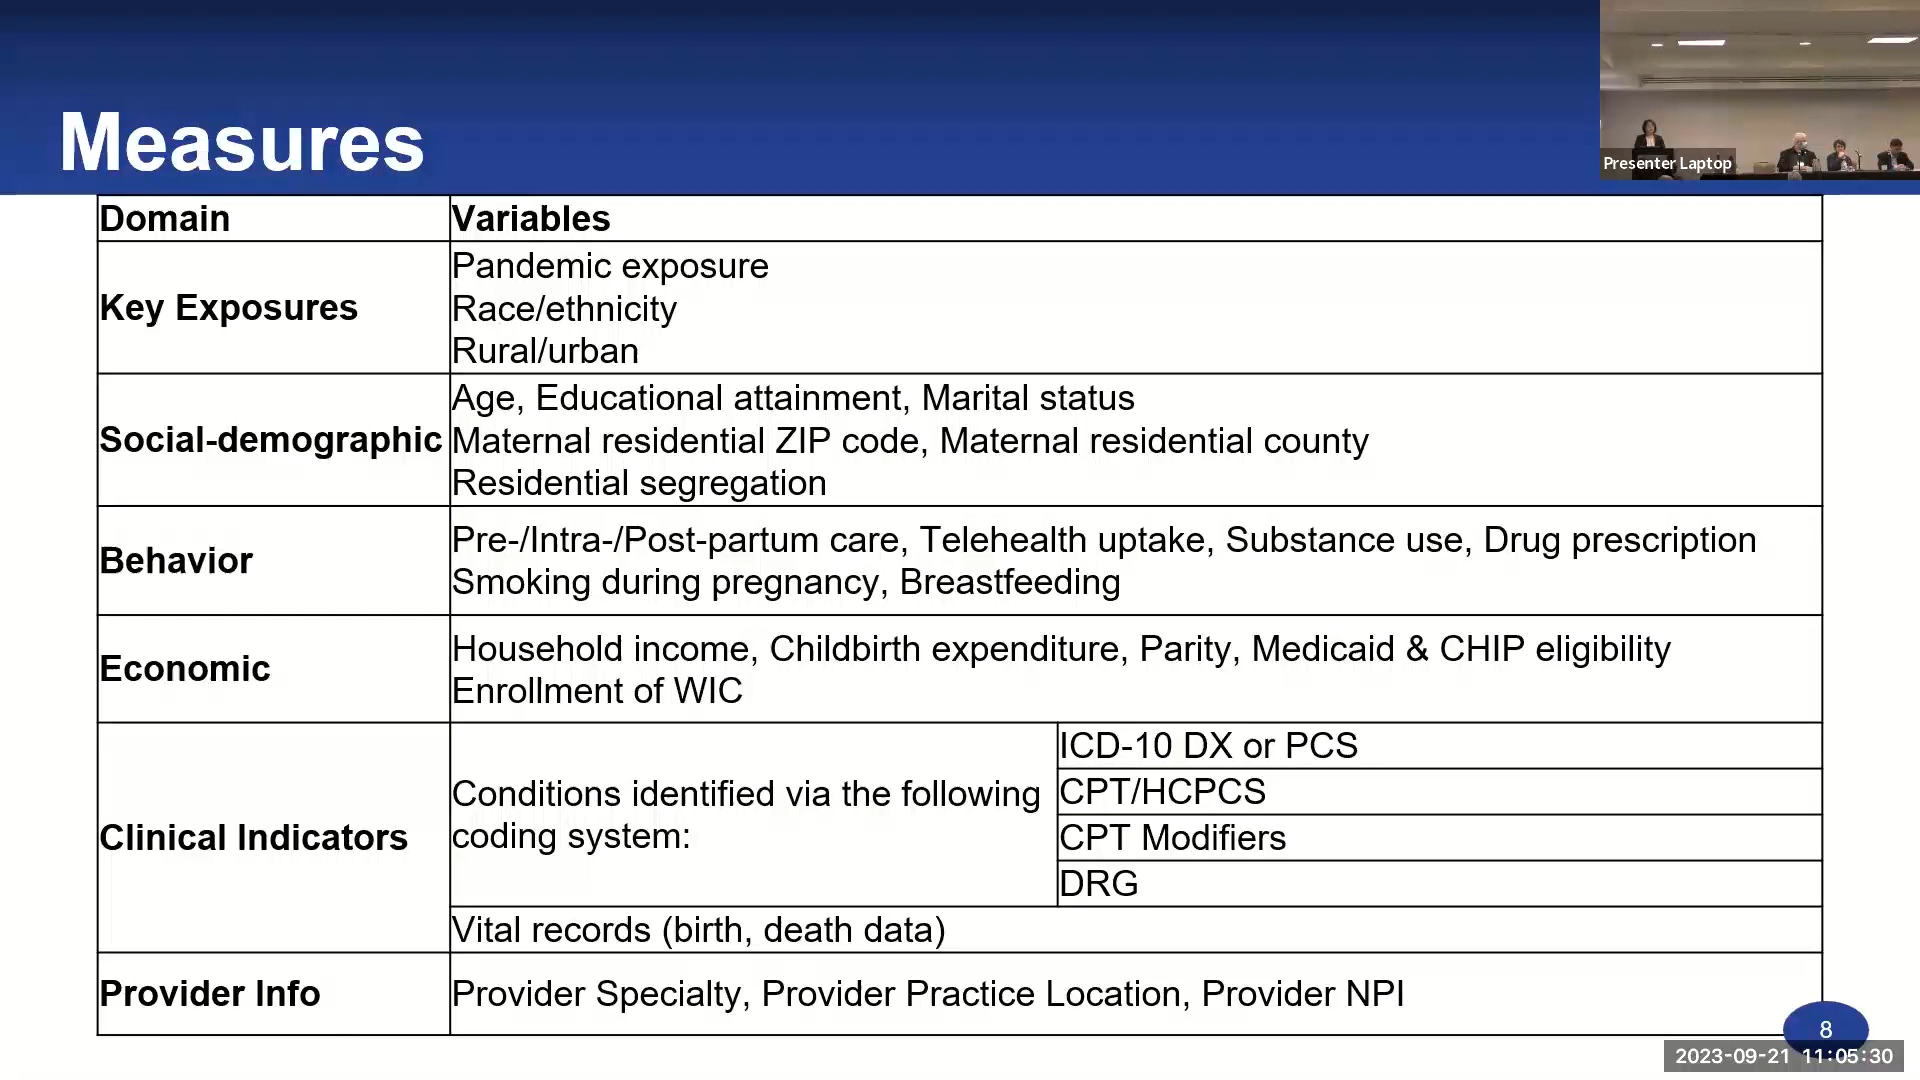 Measures
Presenter Laptop
Domain
Variables
Key Exposures
Pandemic exposure
Race/ethnicity
Rural/urban
Social-demographic
Age, Educational attainment, Marital status
Maternal residential ZIP code, Maternal residential county
Residential segregation
Behavior
Pre-/Intra-/Post-partum care, Telehealth uptake, Substance use, Drug prescription
Smoking during pregnancy, Breastfeeding
Economic
Household income, Childbirth expenditure, Parity, Medicaid & CHIP eligibility
Enrollment of WIC
Clinical Indicators
Conditions identified via the following
coding system:
ICD-10 DX or PCS
CPT/HCPCS
CPT Modifiers
DRG
Vital records (birth, death data)
Provider Info
Provider Specialty, Provider Practice Location, Provider NPI
8
2023-09-21 11:05:30